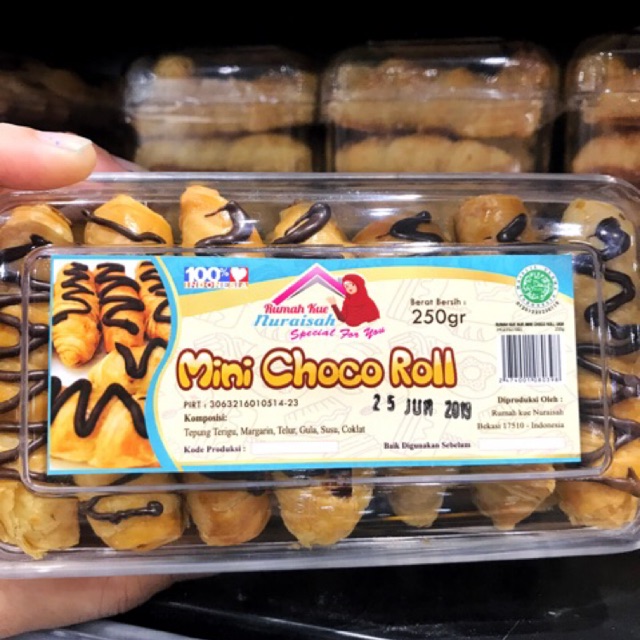 100%
INDONESIA
Rumah Kue
Nuraisah
Special For You
Berat Bersih :
250gr
Mini Choco Roll
PIRT : 3063216010514-23
25 JUN 2019
Komposisi:
Tepung Terigu, Margarin, Telur, Gula, Susu, Coklat
Kode Produksi :
Baik Digunakan Sebelum
Diproduksi Oleh :
Rumah kue Nuraisah
Bekasi 17510 - Indonesia